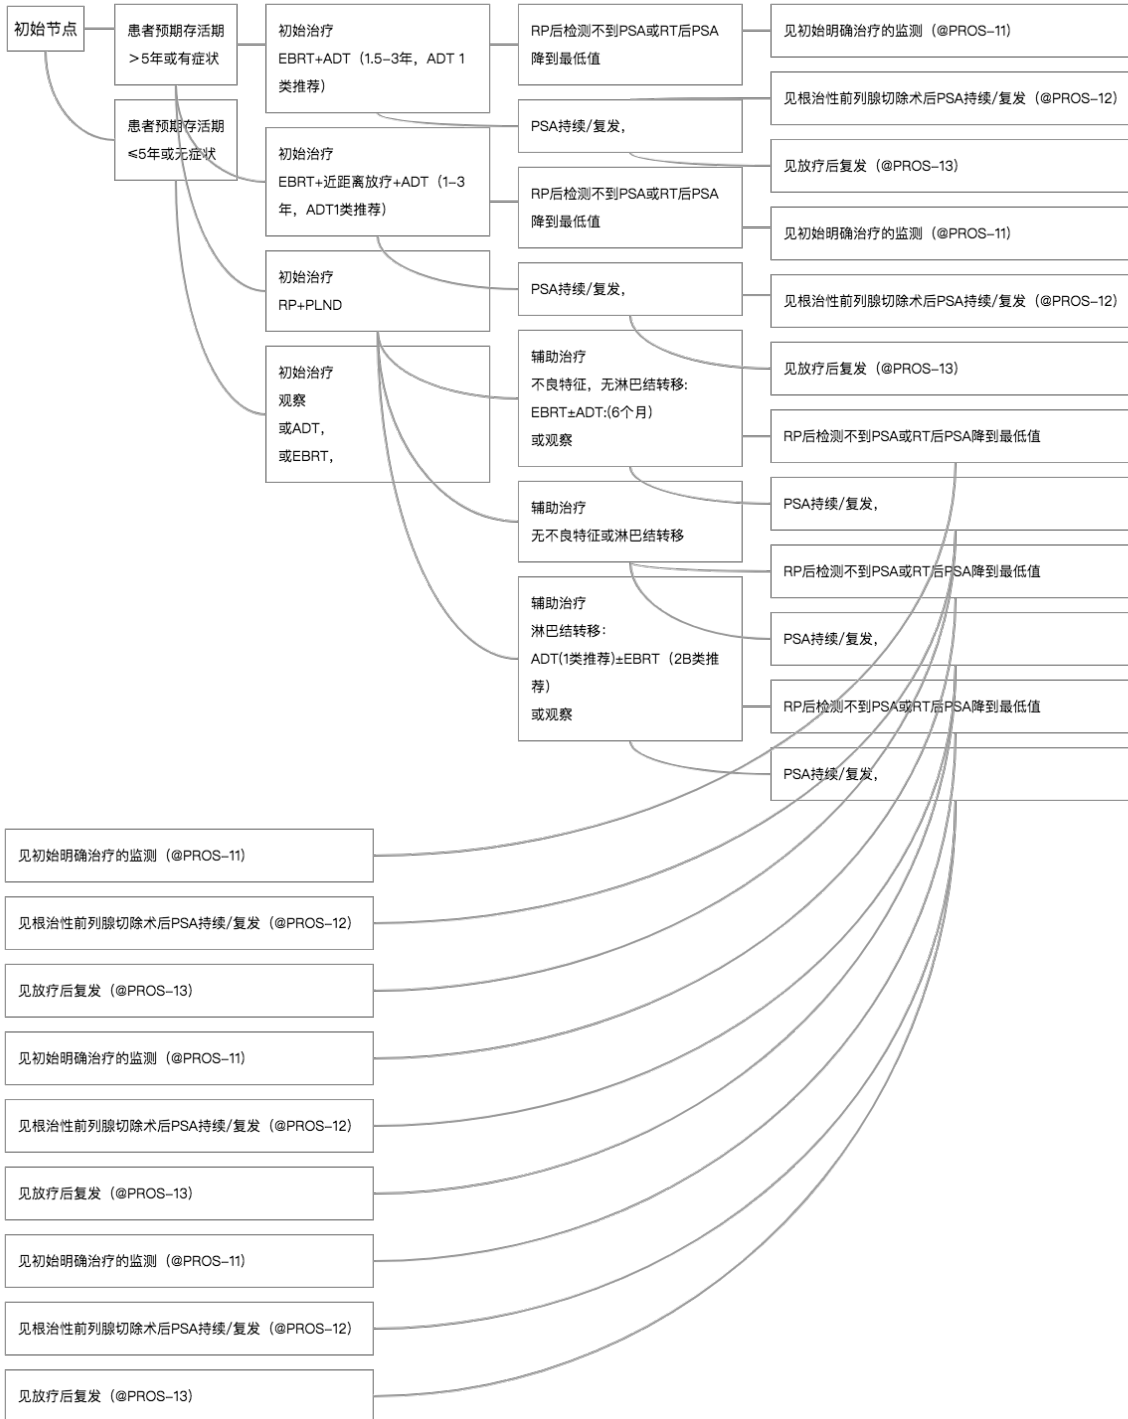 初始节点
患者预期存活期
＞5年或有症状
患者预期存活期
≤5年或无症状
初始治疗
EBRT+ADT（1.5-3年，ADT 1
类推荐）
初始治疗
EBRT+近距离放疗+ADT（1-3
年，ADT1类推荐）
初始治疗
RP+PLND
初始治疗
观察
或ADT，
或EBRT，
RP后检测不到PSA或RT后PSA
降到最低值
PSA持续/复发，
RP后检测不到PSA或RT后PSA
降到最低值
PSA持续/复发，
辅助治疗
不良特征，无淋巴结转移:
EBRT±ADT:(6个月）
或观察
辅助治疗
无不良特征或淋巴结转移
辅助治疗
淋巴结转移：
ADT(1类推荐)±EBRT（2B类推
荐）
或观察
见初始明确治疗的监测（@PROS-11）
见根治性前列腺切除术后PSA持续/复发（@PROS-12）
见放疗后复发（@PROS-13）
见初始明确治疗的监测（@PROS-11）
见根治性前列腺切除术后PSA持续/复发（@PROS-12）
见放疗后复发（@PROS-13）
RP后检测不到PSA或RT后PSA降到最低值
PSA持续/复发，
RP后检测不到PSA或RT后PSA降到最低值
PSA持续/复发，
RP后检测不到PSA或RT后PSA降到最低值
PSA持续/复发，
见初始明确治疗的监测（@PROS-11）
见根治性前列腺切除术后PSA持续/复发（@PROS-12）
见放疗后复发（@PROS-13）
见初始明确治疗的监测（@PROS-11）
见根治性前列腺切除术后PSA持续/复发（@PROS-12）
见放疗后复发（@PROS-13）
见初始明确治疗的监测（@PROS-11）
见根治性前列腺切除术后PSA持续/复发（@PROS-12）
见放疗后复发（@PROS-13）